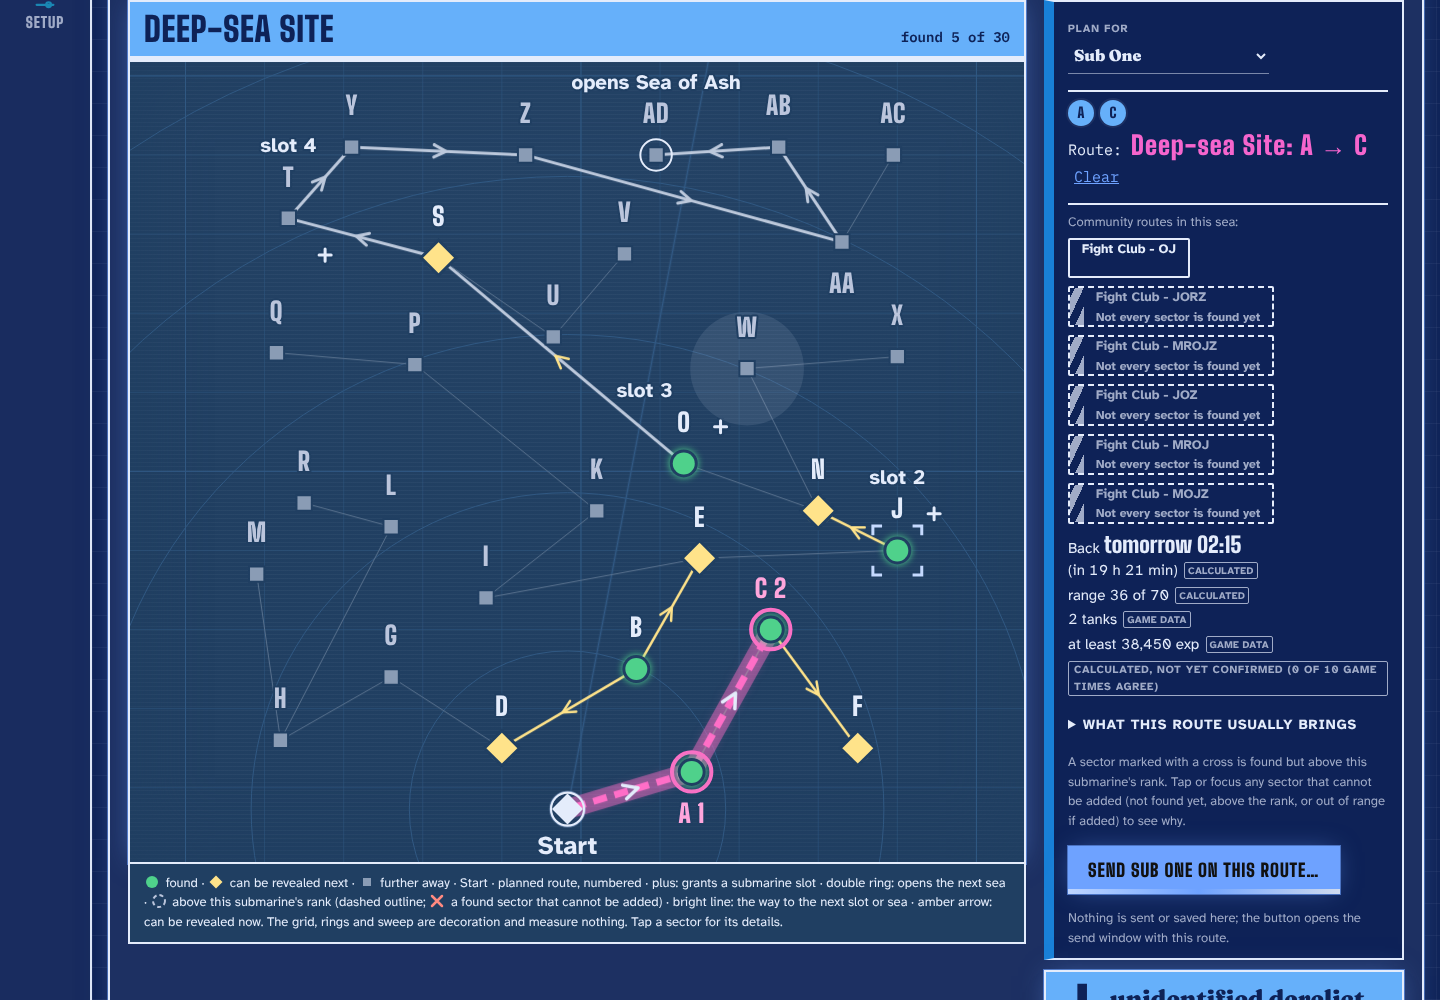 SETUP
DEEP-SEA SITE
found 5 of 30
opens Sea of Ash
Y
Z
AD
AB
AC
slot 4
T
S
V
AA
Q
P
U
W
X
slot 3
O
R
L
K
N
slot 2
J
M
E
I
C 2
G
B
H
D
F
A 1
Start
found · can be revealed next · further away · Start · planned route, numbered · plus: grants a submarine slot · double ring: opens the next sea
· above this submarine's rank (dashed outline; ❌ a found sector that cannot be added) · bright line: the way to the next slot or sea · amber arrow:
can be revealed now. The grid, rings and sweep are decoration and measure nothing. Tap a sector for its details.
PLAN FOR
Sub One
A C
Route: Deep-sea Site: A → C
Clear
Community routes in this sea:
Fight Club - OJ
Fight Club - JORZ
Not every sector is found yet
Fight Club - MROJZ
Not every sector is found yet
Fight Club - JOZ
Not every sector is found yet
Fight Club - MROJ
Not every sector is found yet
Fight Club - MOJZ
Not every sector is found yet
Back tomorrow 02:15
(in 19 h 21 min) CALCULATED
range 36 of 70 CALCULATED
2 tanks GAME DATA
at least 38,450 exp GAME DATA
CALCULATED, NOT YET CONFIRMED (0 OF 10 GAME
TIMES AGREE)
▶ WHAT THIS ROUTE USUALLY BRINGS
A sector marked with a cross is found but above this
submarine's rank. Tap or focus any sector that cannot
be added (not found yet, above the rank, or out of range
if added) to see why.
SEND SUB ONE ON THIS ROUTE…
Nothing is sent or saved here; the button opens the
send window with this route.
unidentified derelict